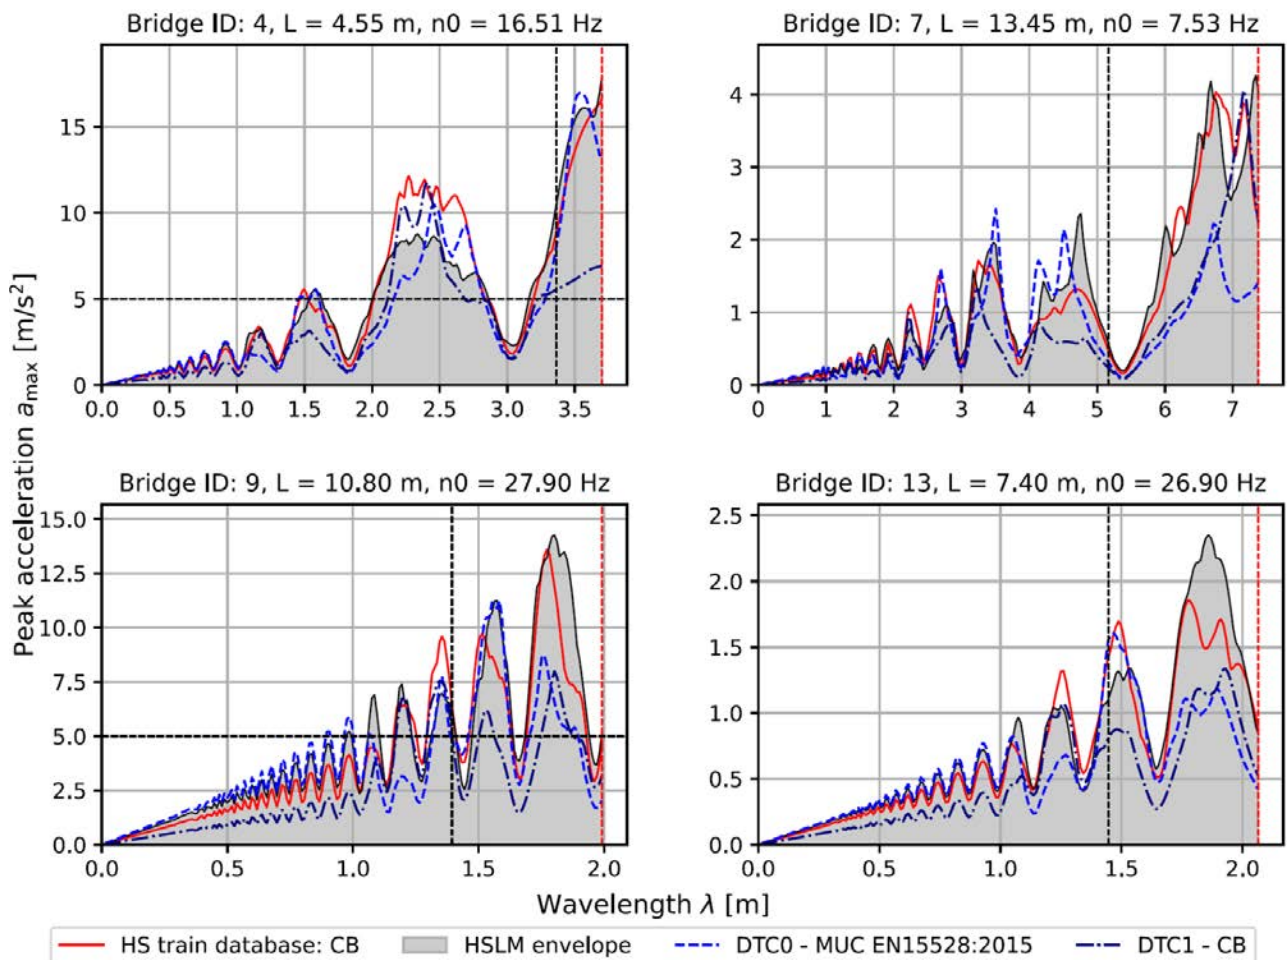 Bridge ID: 4, L = 4.55 m, n0 = 16.51 Hz
Bridge ID: 7, L = 13.45 m, n0 = 7.53 Hz
15
10
5
0
0.0 0.5 1.0 1.5 2.0 2.5 3.0 3.5
4
3
2
1
0
0 1 2 3 4 5 6 7
Peak acceleration amax [m/s²]
Bridge ID: 9, L = 10.80 m, n0 = 27.90 Hz
Bridge ID: 13, L = 7.40 m, n0 = 26.90 Hz
15.0
12.5
10.0
7.5
5.0
2.5
0.0
0.0 0.5 1.0 1.5 2.0
2.5
2.0
1.5
1.0
0.5
0.0
0.0 0.5 1.0 1.5 2.0
Wavelength λ [m]
HS train database: CB HSLM envelope DTC0 - MUC EN15528:2015 DTC1 - CB